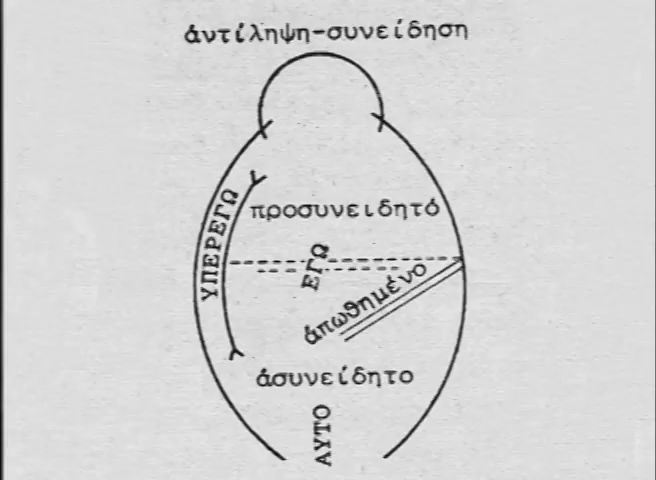 ἀντίληψη-συνείδηση
ΥΠΕΡΕΓΩ
προσυνειδητό
ΕΓΩ
ἀπωθημένο
ἀσυνείδητο
ΑΥΤΟ